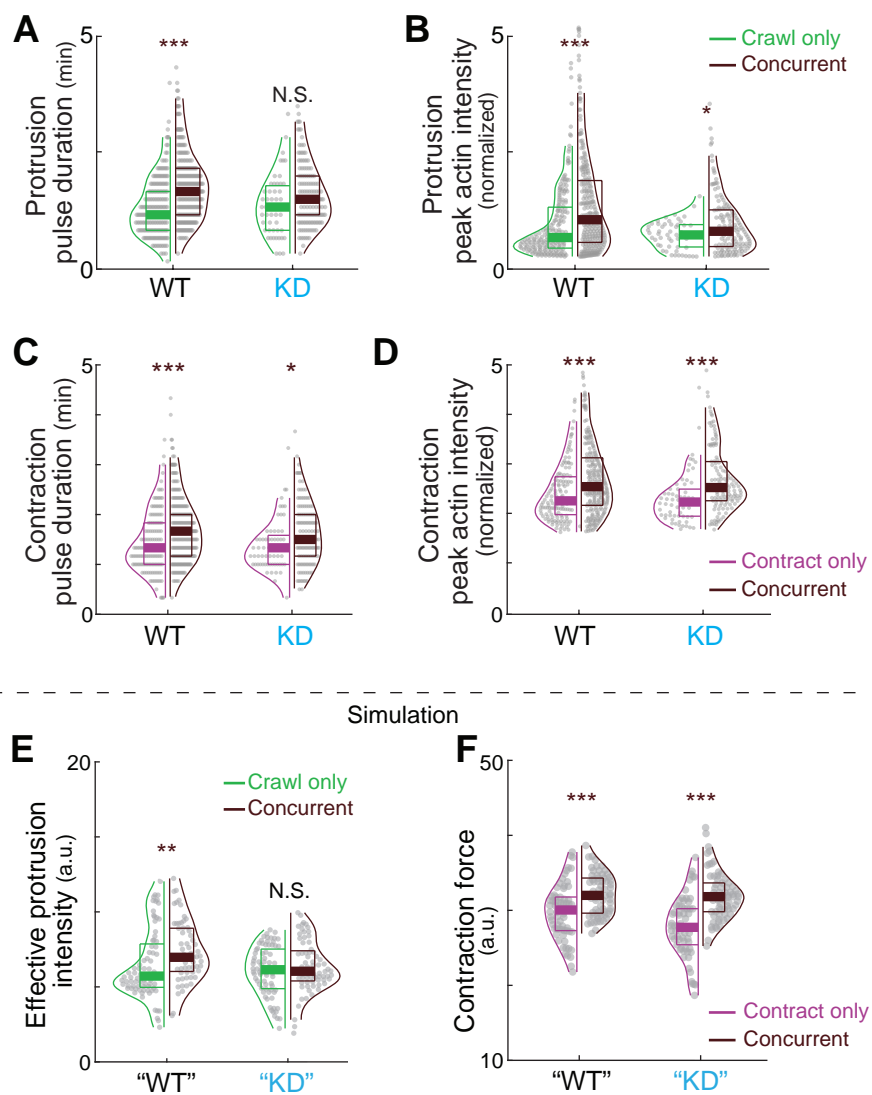 A
Protrusion
pulse duration (min)
5
0
***
N.S.
WT
KD
B
Protrusion
peak actin intensity
(normalized)
5
0
***
*
Crawl only
Concurrent
WT
KD
C
Contraction
pulse duration (min)
5
0
***
*
WT
KD
D
Contraction
peak actin intensity
(normalized)
5
0
***
***
Contract only
Concurrent
WT
KD
Simulation
E
Effective protrusion
intensity (a.u.)
20
0
Crawl only
Concurrent
**
N.S.
“WT”
“KD”
F
Contraction force
(a.u.)
50
10
***
***
Contract only
Concurrent
“WT”
“KD”